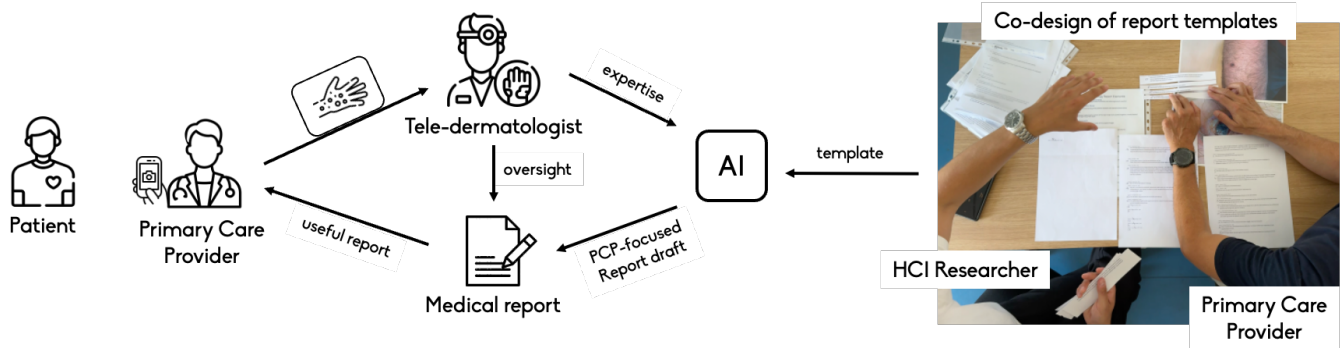 Co-design of report templates
expertise
Tele-dermatologist
AI
template
oversight
Patient
Primary Care
Provider
useful report
PCP-focused
Report draft
Medical report
HCI Researcher
Primary Care
Provider